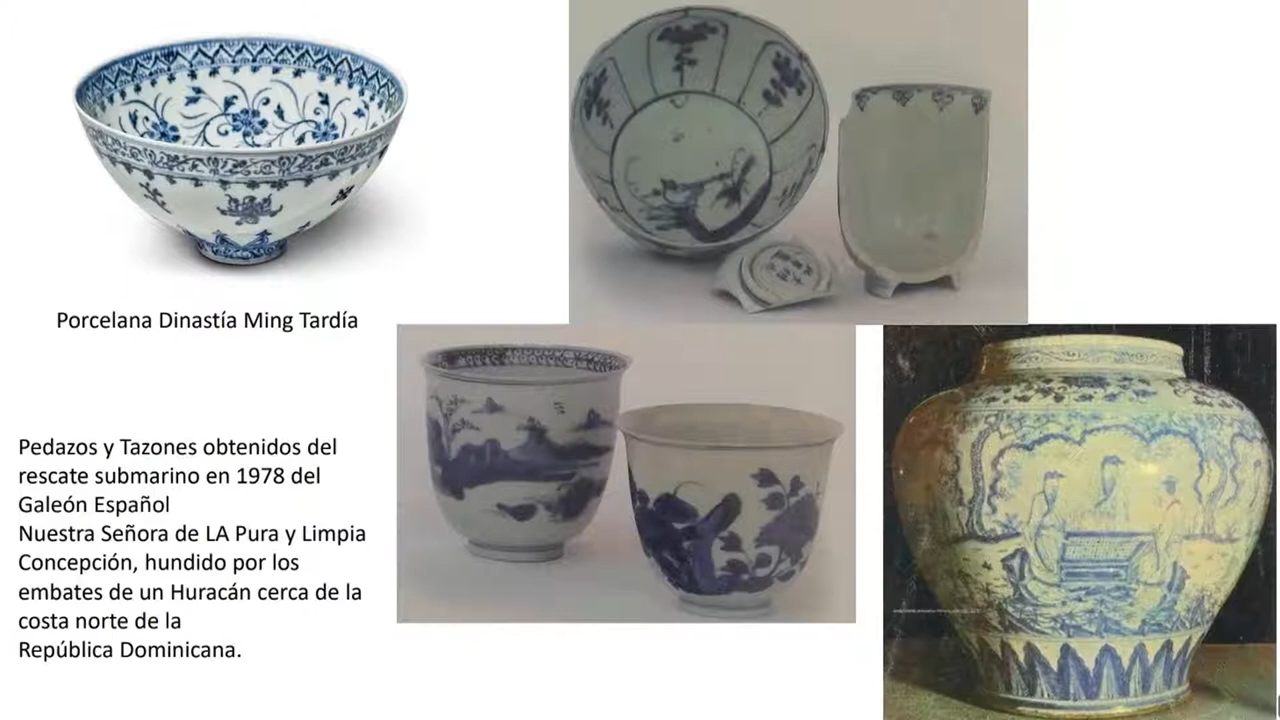 Porcelana Dinastía Ming Tardía
Pedazos y Tazones obtenidos del
rescate submarino en 1978 del
Galeón Español
Nuestra Señora de LA Pura y Limpia
Concepción, hundido por los
embates de un Huracán cerca de la
costa norte de la
República Dominicana.